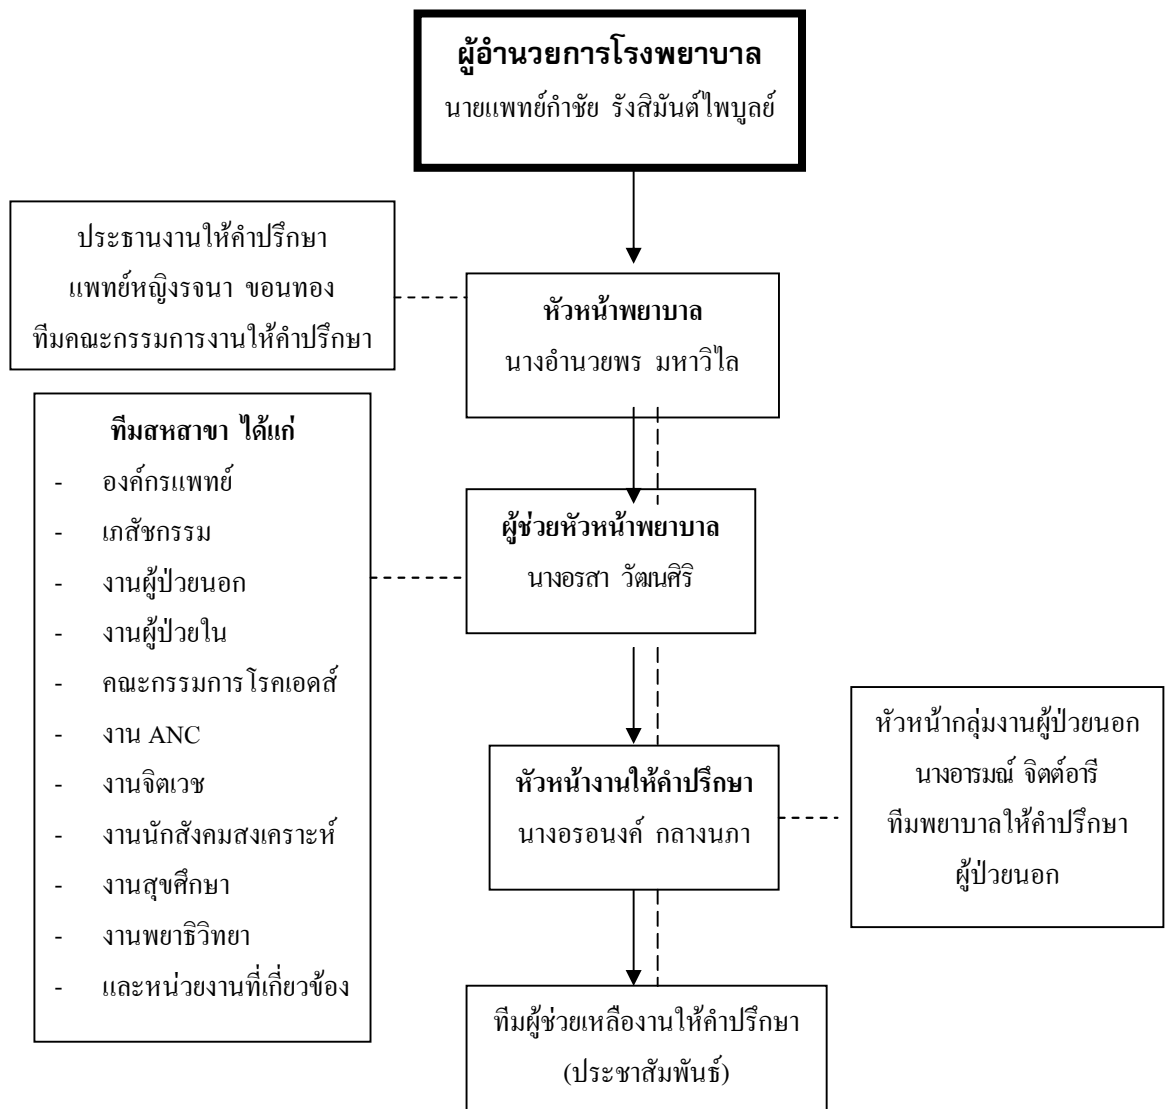 ผู้อำนวยการโรงพยาบาล
นายแพทย์กำชัย รังสิมันต์ไพบูลย์
ประธานงานให้คำปรึกษา
แพทย์หญิงรจนา ขอนทอง
ทีมคณะกรรมการงานให้คำปรึกษา
หัวหน้าพยาบาล
นางอำนวยพร มหาวิไล
ทีมสหสาขา ได้แก่
- องค์กรแพทย์
- เภสัชกรรม
- งานผู้ป่วยนอก
- งานผู้ป่วยใน
- คณะกรรมการโรคเอดส์
- งาน ANC
- งานจิตเวช
- งานนักสังคมสงเคราะห์
- งานสุขศึกษา
- งานพยาธิวิทยา
- และหน่วยงานที่เกี่ยวข้อง
ผู้ช่วยหัวหน้าพยาบาล
นางอรสา วัฒนศิริ
หัวหน้างานให้คำปรึกษา
นางอรอนงค์ กลางนภา
หัวหน้ากลุ่มงานผู้ป่วยนอก
นางอารมณ์ จิตต์อารี
ทีมพยาบาลให้คำปรึกษา
ผู้ป่วยนอก
ทีมผู้ช่วยเหลืองานให้คำปรึกษา
(ประชาสัมพันธ์)